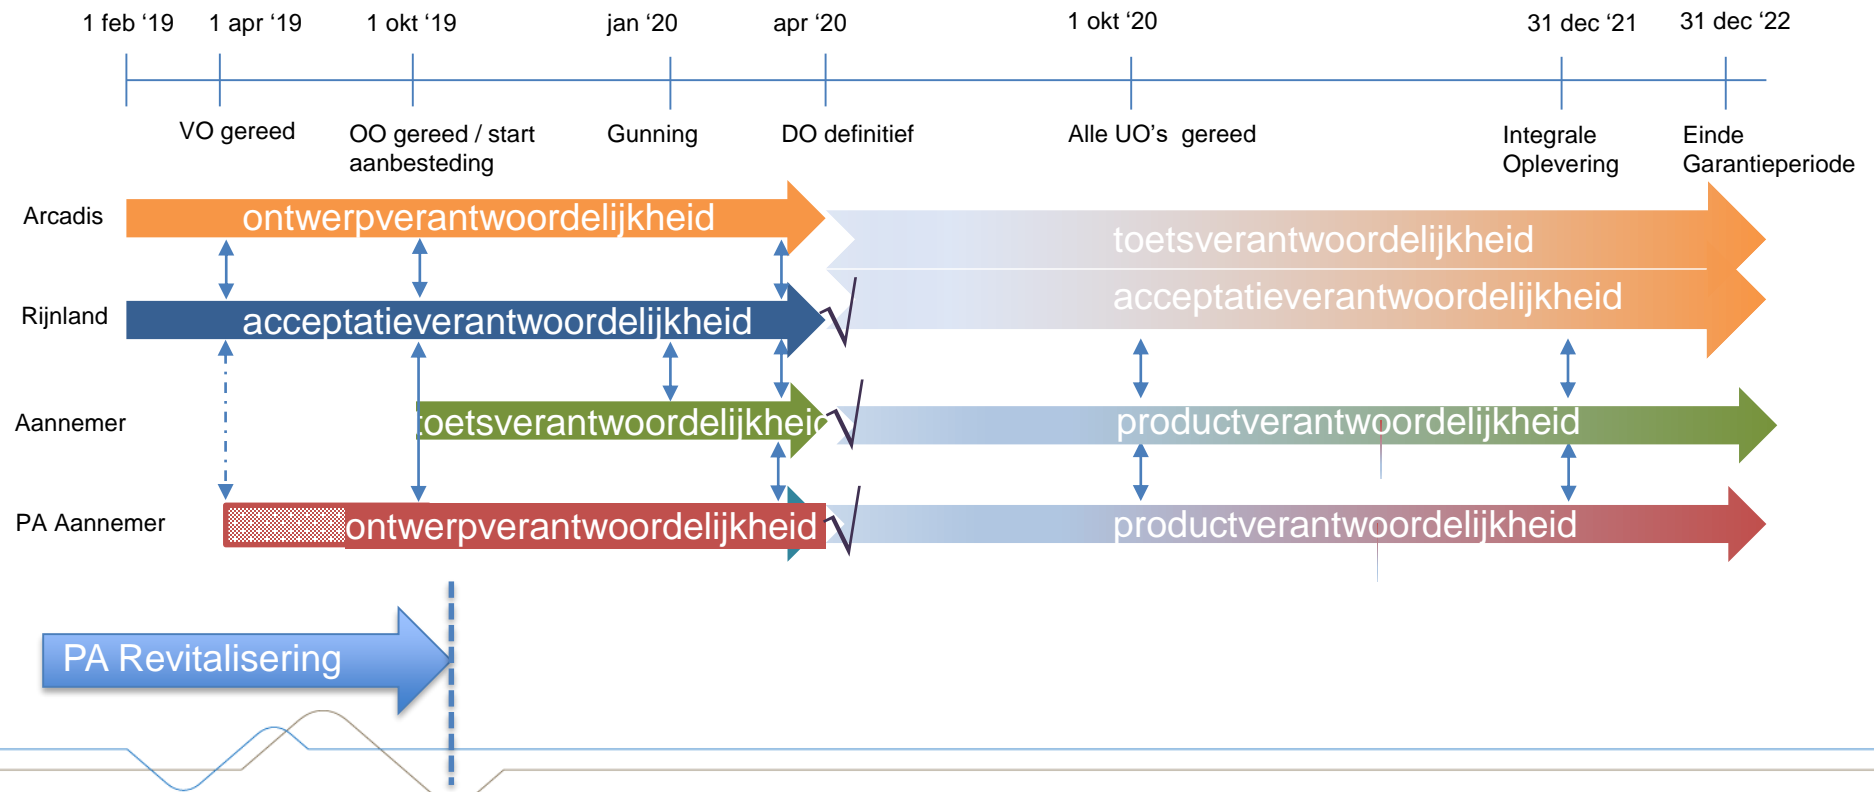 1 feb ‘19 1 apr ‘19 1 okt ‘19 jan ‘20 apr ‘20 1 okt ‘20 31 dec ‘21 31 dec ‘22
VO gereed
OO gereed / start
aanbesteding
Gunning
DO definitief
Alle UO’s gereed
Integrale
Oplevering
Einde
Garantieperiode
Arcadis
ontwerpverantwoordelijkheid
toetsverantwoordelijkheid
Rijnland
acceptatieverantwoordelijkheid
acceptatieverantwoordelijkheid
Aannemer
toetsverantwoordelijkheid
productverantwoordelijkheid
PA Aannemer
ontwerpverantwoordelijkheid
productverantwoordelijkheid
PA Revitalisering